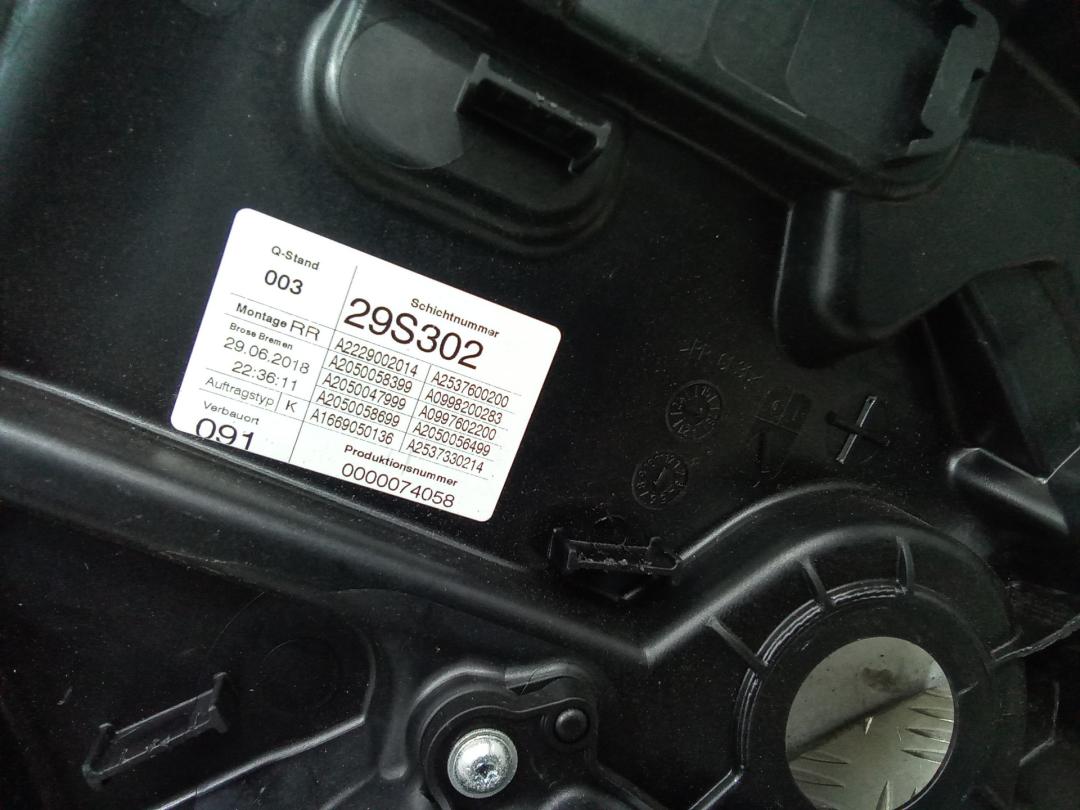 Q-Stand
003
Schichtnummer
29S302
Montage RR
Brose Bremen
29.06.2018
22:36:11
Auftragstyp K
Verbauort
091
A2229002014 A2537600200
A2050058399 A0998200283
A2050047999 A0997602200
A2050058699 A2050056499
A1669050136 A2537330214
Produktionsnummer
0000074058